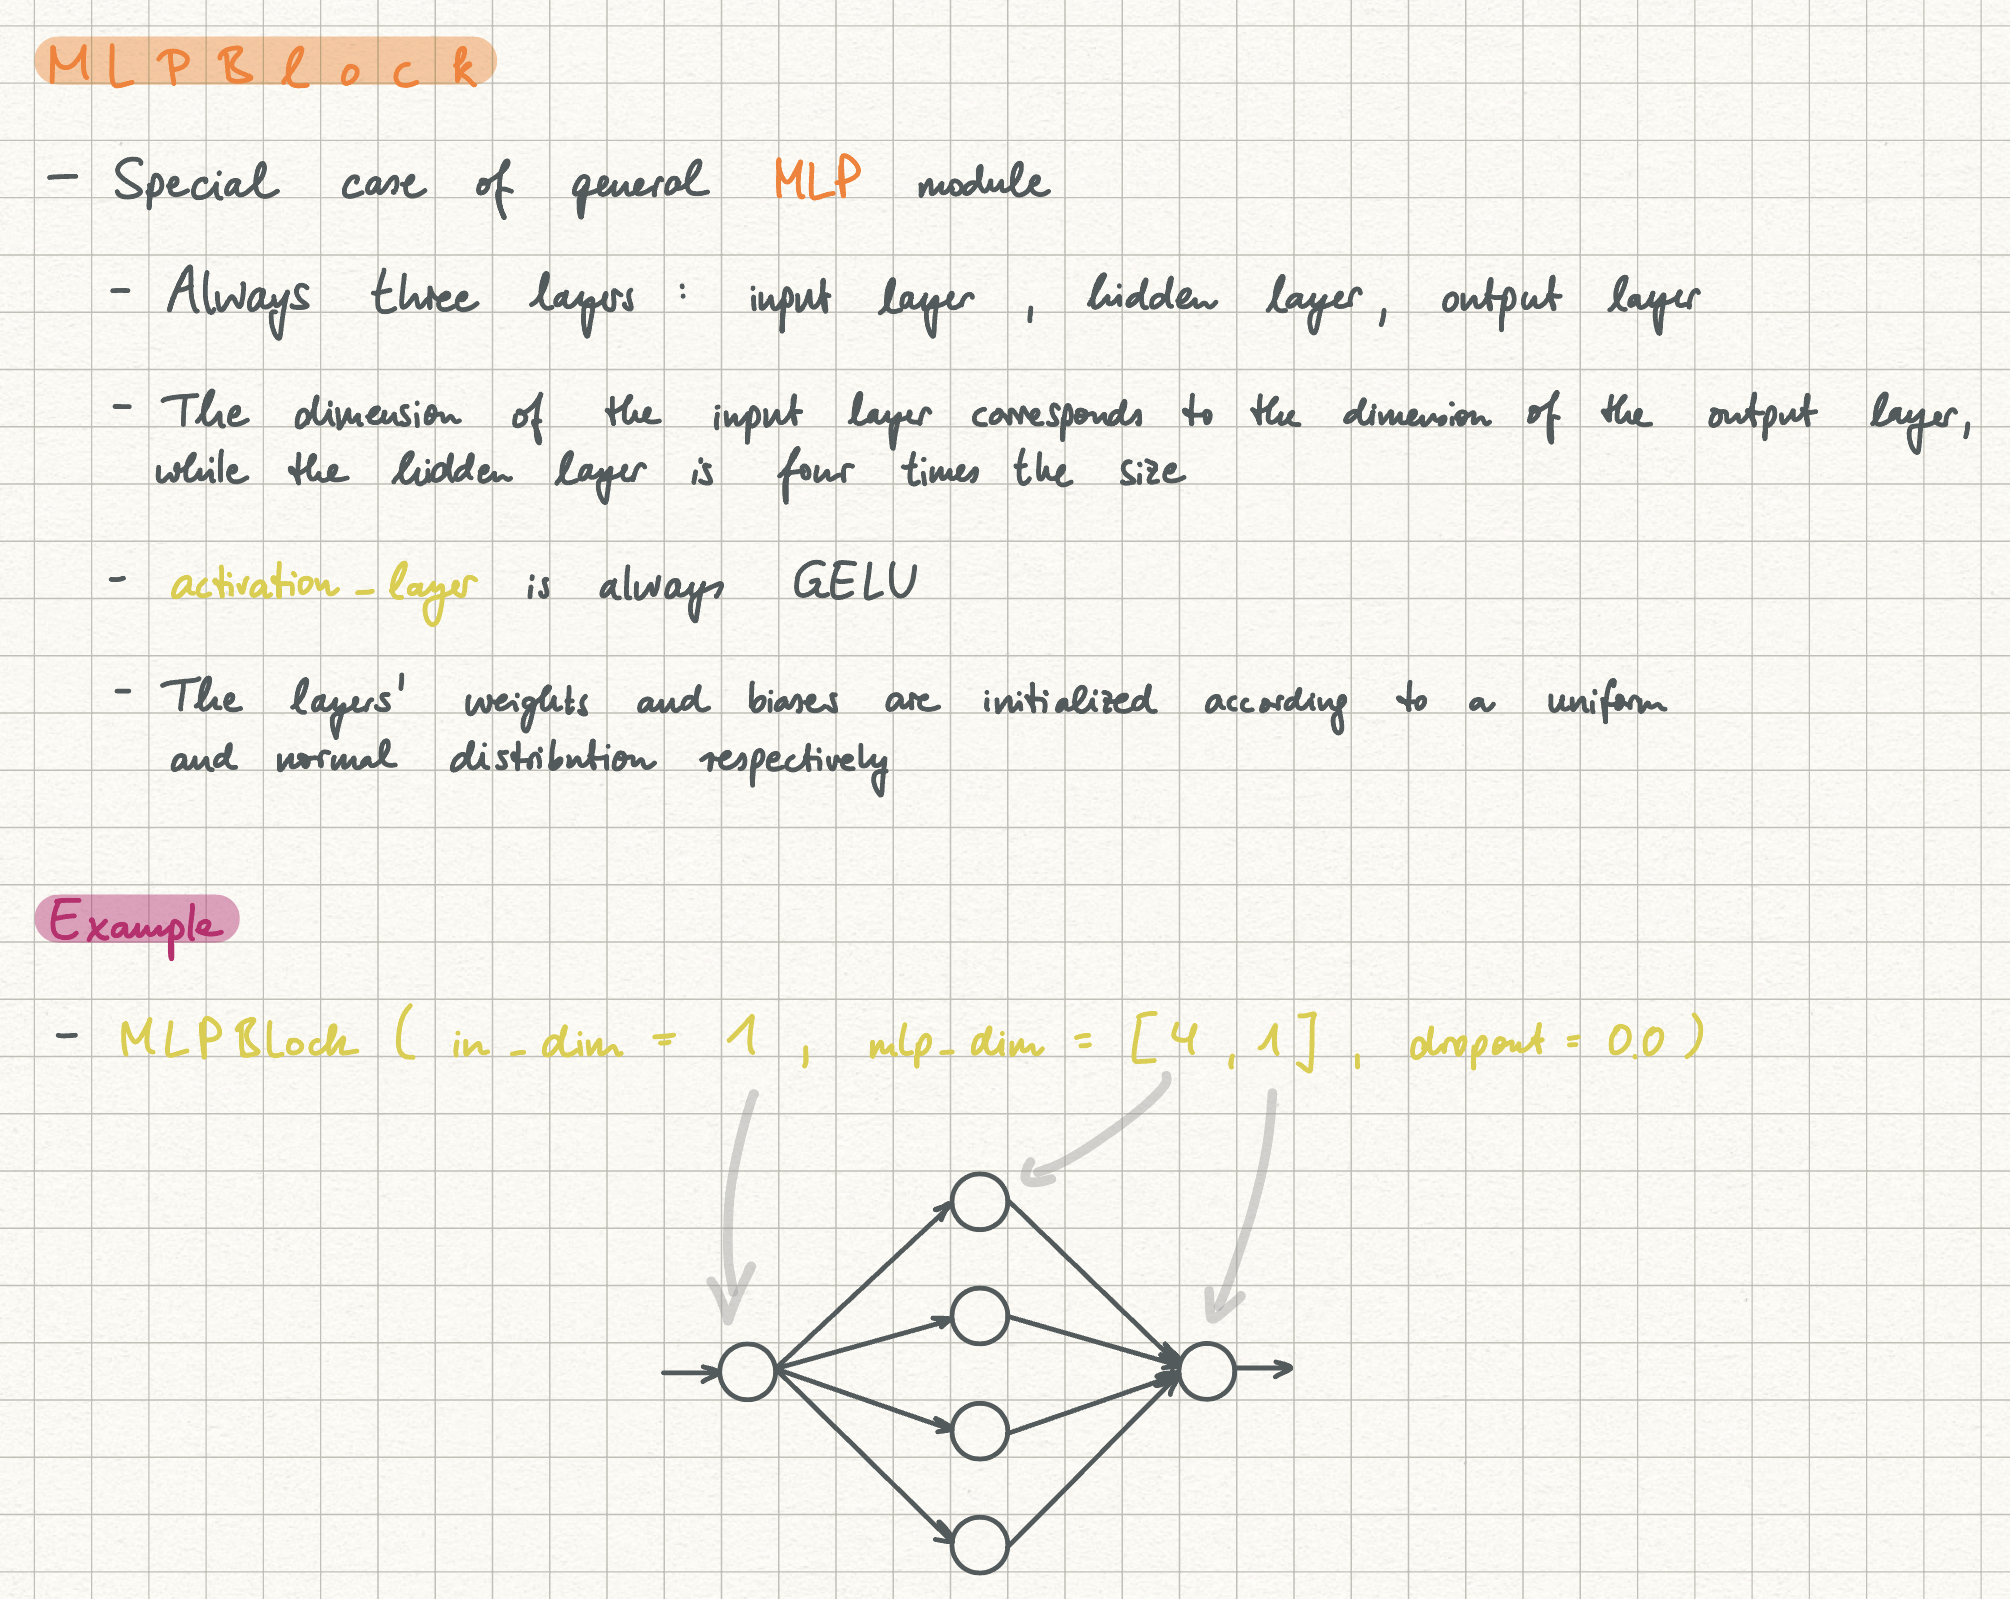 MLPBlock
- Special case of general MLP module
- Always three layers : input layer , hidden layer, output layer
- The dimension of the input layer corresponds to the dimension of the output layer,
while the hidden layer is four times the size
- activation_layer is always GELU
- The layers' weights and biases are initialized according to a uniform
and normal distribution respectively
Example
- MLPBlock ( in_dim = 1 , mlp_dim = [4, 1] , dropout = 0.0 )